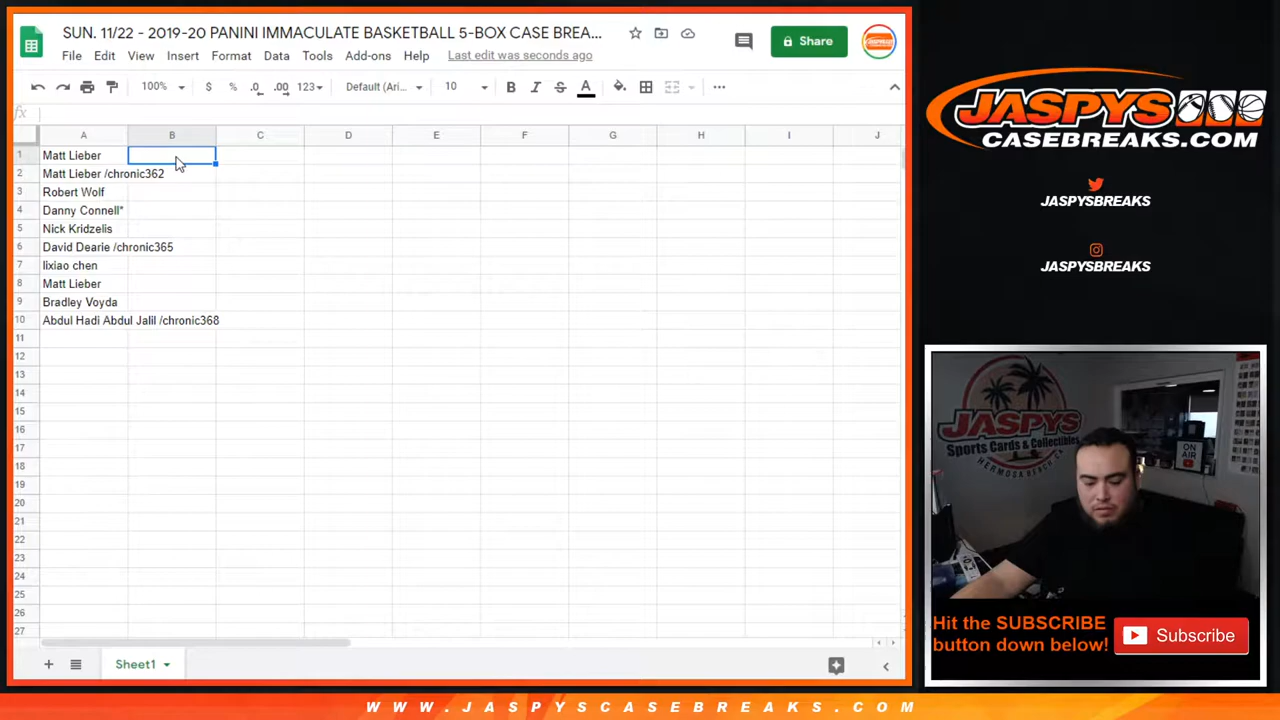 SUN. 11/22 - 2019-20 PANINI IMMACULATE BASKETBALL 5-BOX CASE BREA...
File Edit View Insert Format Data Tools Add-ons Help Last edit was seconds ago
Share
100% $ % .0 .00 123 Default (Ari... 10 B I S A
fx
A B C D E F G H I J
1 Matt Lieber
2 Matt Lieber /chronic362
3 Robert Wolf
4 Danny Connell*
5 Nick Kridzelis
6 David Dearie /chronic365
7 lixiao chen
8 Matt Lieber
9 Bradley Voyda
10 Abdul Hadi Abdul Jalil /chronic368
11
12
13
14
15
16
17
18
19
20
21
22
23
24
25
26
27
Sheet1
JASPYS
CASEBREAKS.COM
JASPYSBREAKS
JASPYSBREAKS
JASPYS
Sports Cards & Collectibles
HERMOSA BEACH, CA
ON AIR
Hit the SUBSCRIBE
button down below!
Subscribe
WWW.JASPYSCASEBREAKS.COM